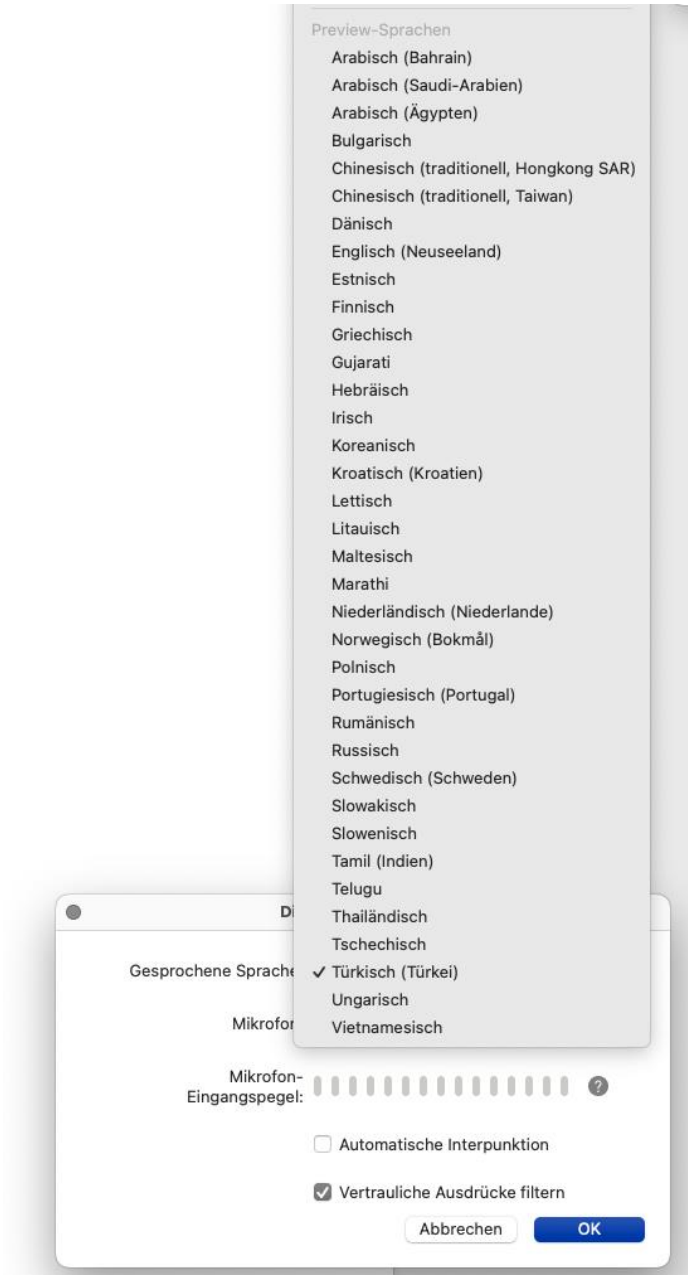 Preview-Sprachen
Arabisch (Bahrain)
Arabisch (Saudi-Arabien)
Arabisch (Ägypten)
Bulgarisch
Chinesisch (traditionell, Hongkong SAR)
Chinesisch (traditionell, Taiwan)
Dänisch
Englisch (Neuseeland)
Estnisch
Finnisch
Griechisch
Gujarati
Hebräisch
Irisch
Koreanisch
Kroatisch (Kroatien)
Lettisch
Litauisch
Maltesisch
Marathi
Niederländisch (Niederlande)
Norwegisch (Bokmål)
Polnisch
Portugiesisch (Portugal)
Rumänisch
Russisch
Schwedisch (Schweden)
Slowakisch
Slowenisch
Tamil (Indien)
Telugu
Thailändisch
Tschechisch
Gesprochene Sprache ✓ Türkisch (Türkei)
Ungarisch
Vietnamesisch
Mikrofon-
Eingangspegel:
?
Automatische Interpunktion
Vertrauliche Ausdrücke filtern
Abbrechen OK